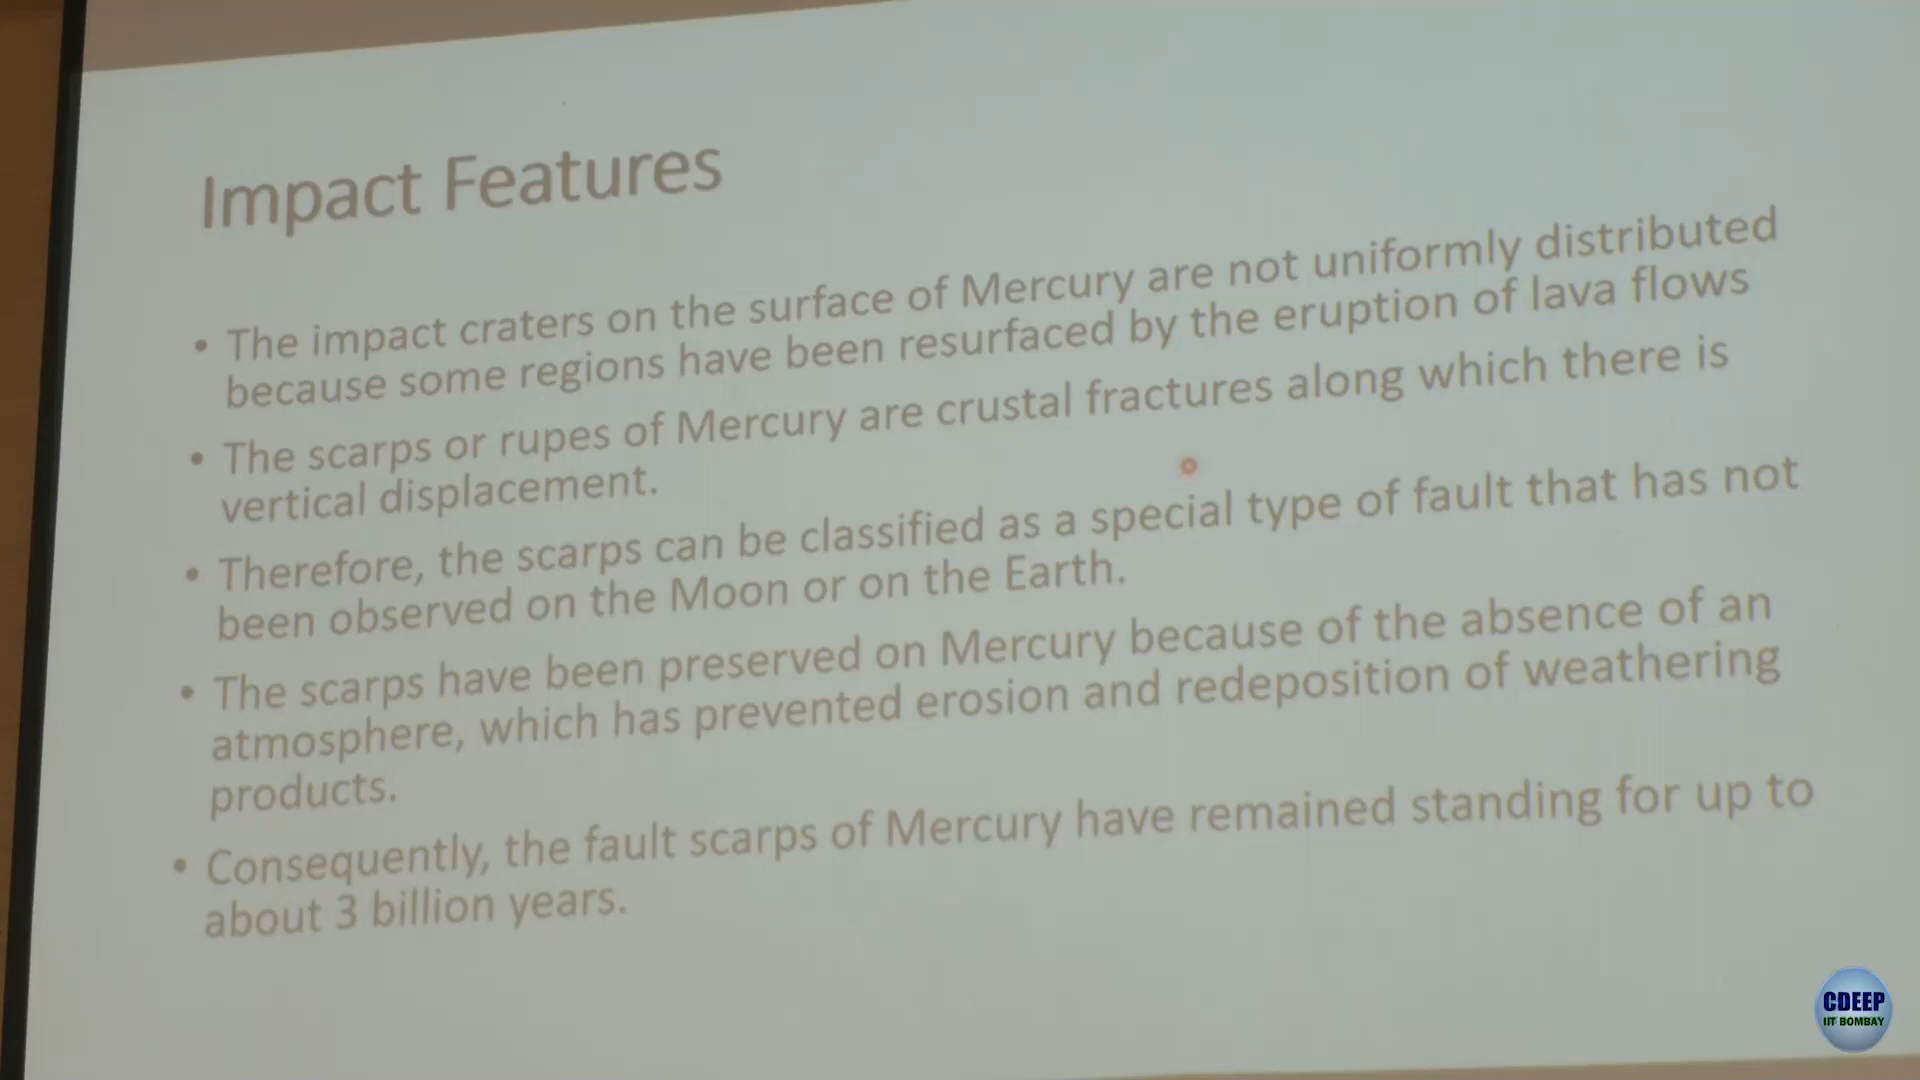 Impact Features
• The impact craters on the surface of Mercury are not uniformly distributed
because some regions have been resurfaced by the eruption of lava flows
• The scarps or rupes of Mercury are crustal fractures along which there is
vertical displacement.
• Therefore, the scarps can be classified as a special type of fault that has not
been observed on the Moon or on the Earth.
• The scarps have been preserved on Mercury because of the absence of an
atmosphere, which has prevented erosion and redeposition of weathering
products.
• Consequently, the fault scarps of Mercury have remained standing for up to
about 3 billion years.
CDEEP
IIT BOMBAY